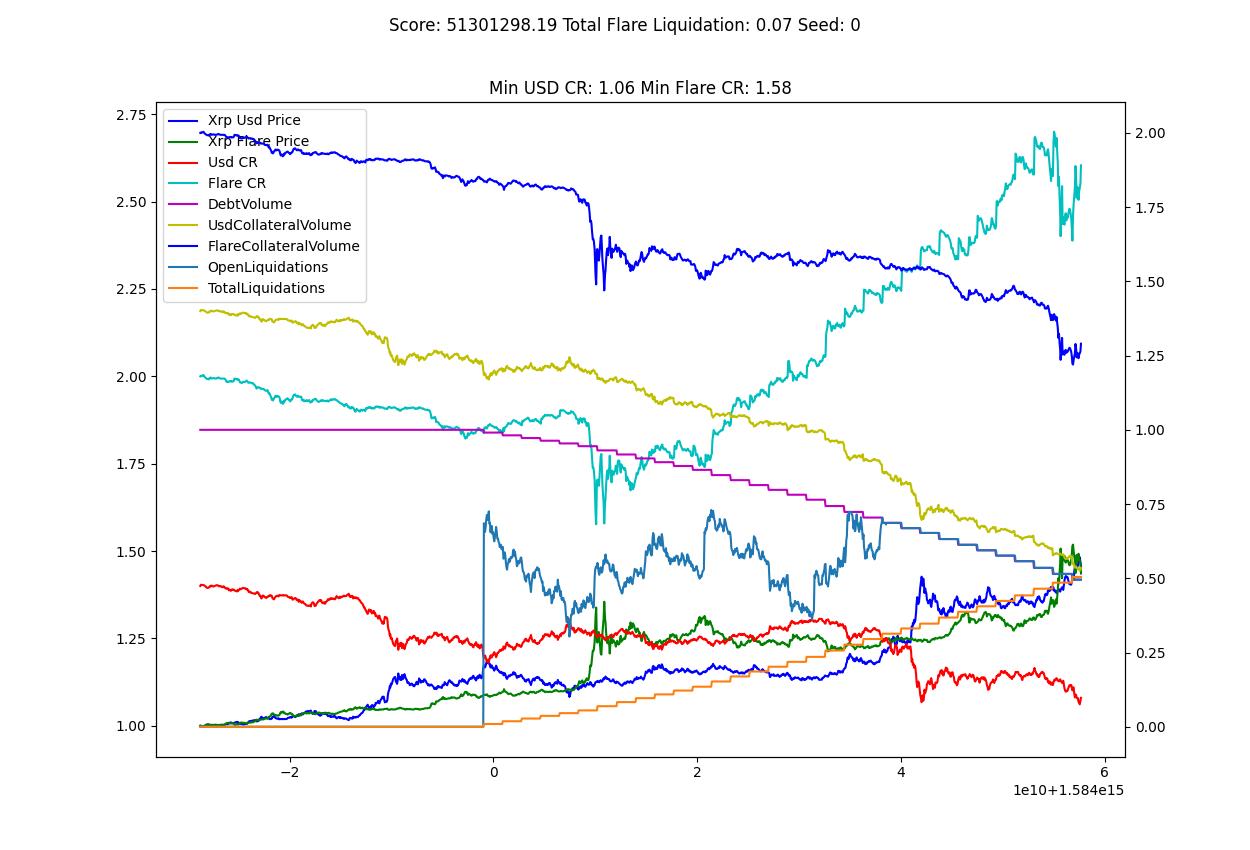 Score: 51301298.19 Total Flare Liquidation: 0.07 Seed: 0
Min USD CR: 1.06 Min Flare CR: 1.58
Xrp Usd Price
Xrp Flare Price
Usd CR
Flare CR
DebtVolume
UsdCollateralVolume
FlareCollateralVolume
OpenLiquidations
TotalLiquidations
2.75
2.50
2.25
2.00
1.75
1.50
1.25
1.00
2.00
1.75
1.50
1.25
1.00
0.75
0.50
0.25
0.00
−2
0
2
4
6
1e10+1.584e15